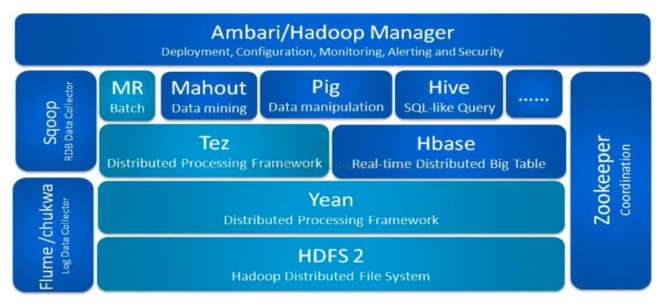 Ambari/Hadoop Manager
Deployment, Configuration, Monitoring, Alerting and Security
Sqoop
RDB Data Collector
MR
Batch
Mahout
Data mining
Pig
Data manipulation
Hive
SQL-like Query
......
Zookeeper
Coordination
Tez
Distributed Processing Framework
Hbase
Real-time Distributed Big Table
Flume/chukwa
Log Data Collector
Yean
Distributed Processing Framework
HDFS 2
Hadoop Distributed File System